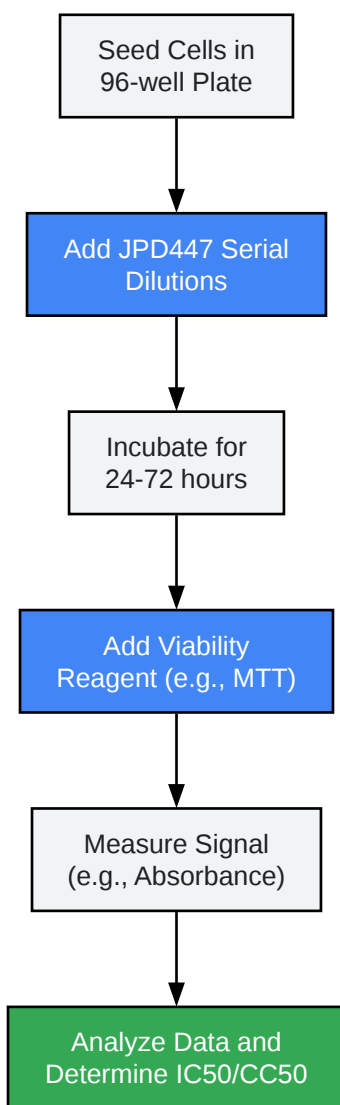 Seed Cells in
96-well Plate
Add JPD447 Serial
Dilutions
Incubate for
24-72 hours
Add Viability
Reagent (e.g., MTT)
Measure Signal
(e.g., Absorbance)
Analyze Data and
Determine IC50/CC50